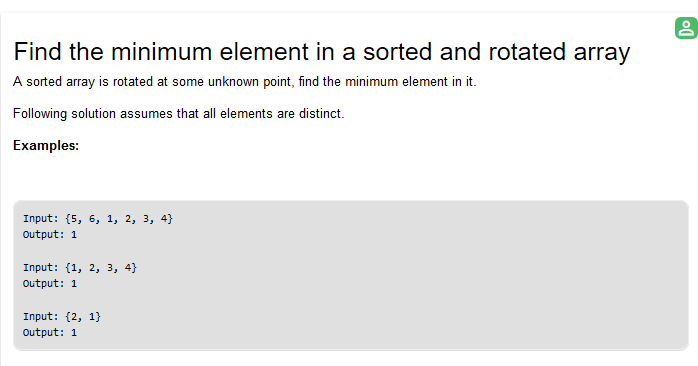 Find the minimum element in a sorted and rotated array
A sorted array is rotated at some unknown point, find the minimum element in it.
Following solution assumes that all elements are distinct.
Examples:
Input: {5, 6, 1, 2, 3, 4}
Output: 1
Input: {1, 2, 3, 4}
Output: 1
Input: {2, 1}
Output: 1